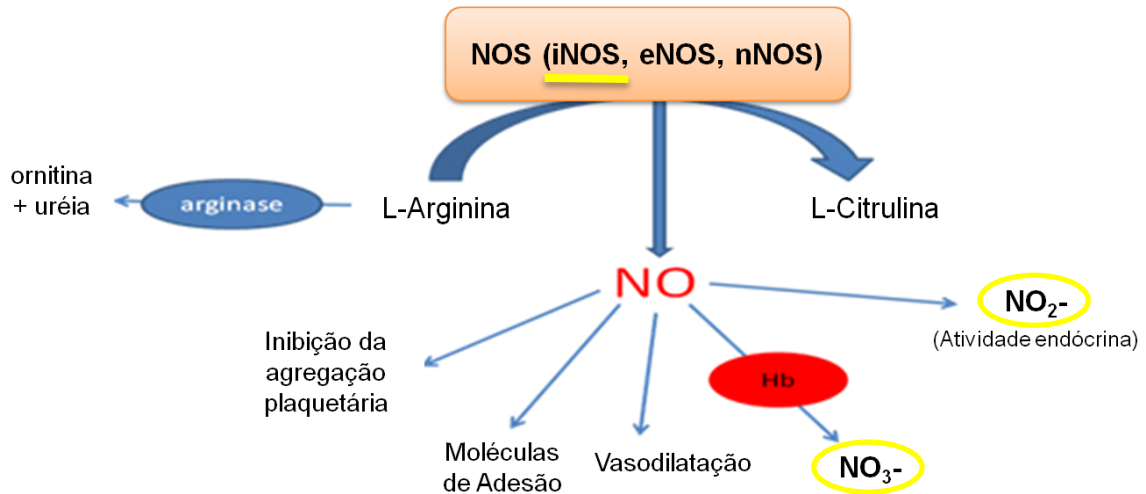 NOS (iNOS, eNOS, nNOS)
ornitina
+ uréia
arginase
L-Arginina
L-Citrulina
NO
NO₂-
(Atividade endócrina)
Inibição da
agregação
plaquetária
Hb
Moléculas
de Adesão
Vasodilatação
NO₃-